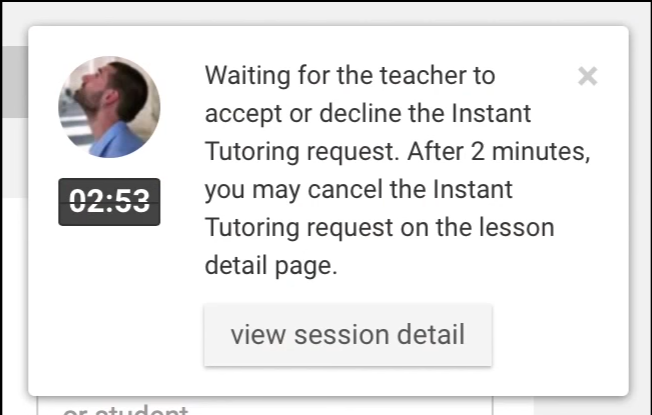 Waiting for the teacher to
accept or decline the Instant
Tutoring request. After 2 minutes,
you may cancel the Instant
Tutoring request on the lesson
detail page.
02:53
view session detail
or student